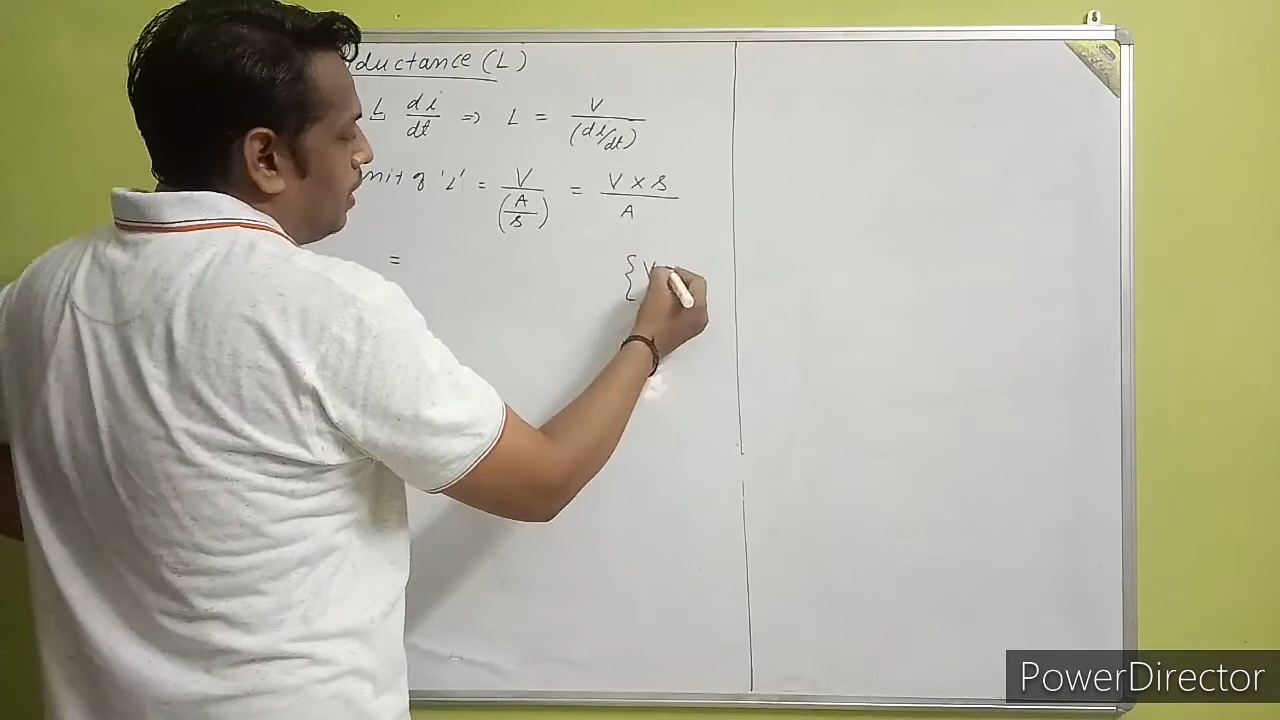 ductance (L)
L di/dt ⇒ L = V/(di/dt)
nit of 'L' = V/(A/s) = V x s/A
= {V
PowerDirector